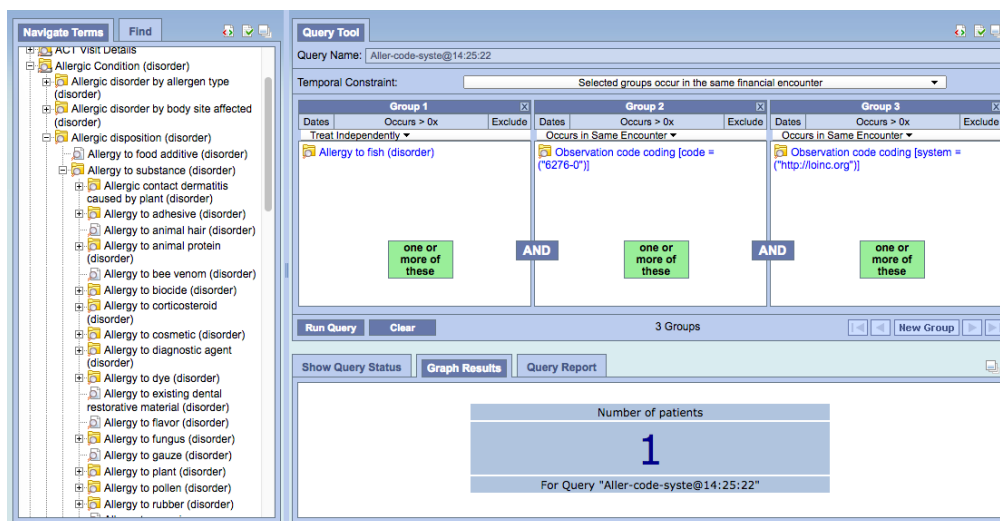 Navigate Terms
Find
ACT Visit Details
Allergic Condition (disorder)
Allergic disorder by allergen type
(disorder)
Allergic disorder by body site affected
(disorder)
Allergic disposition (disorder)
Allergy to food additive (disorder)
Allergy to substance (disorder)
Allergic contact dermatitis
caused by plant (disorder)
Allergy to adhesive (disorder)
Allergy to animal hair (disorder)
Allergy to animal protein
(disorder)
Allergy to bee venom (disorder)
Allergy to biocide (disorder)
Allergy to corticosteroid
(disorder)
Allergy to cosmetic (disorder)
Allergy to diagnostic agent
(disorder)
Allergy to dye (disorder)
Allergy to existing dental
restorative material (disorder)
Allergy to flavor (disorder)
Allergy to fungus (disorder)
Allergy to gauze (disorder)
Allergy to plant (disorder)
Allergy to pollen (disorder)
Allergy to rubber (disorder)
Query Tool
Query Name: Aller-code-syste@14:25:22
Temporal Constraint: Selected groups occur in the same financial encounter
Group 1
Dates Occurs > 0x Exclude
Treat Independently
Allergy to fish (disorder)
one or
more of
these
AND
Group 2
Dates Occurs > 0x Exclude
Occurs in Same Encounter
Observation code coding [code =
("6276-0")]
one or
more of
these
AND
Group 3
Dates Occurs > 0x Exclude
Occurs in Same Encounter
Observation code coding [system =
("http://loinc.org")]
one or
more of
these
Run Query Clear 3 Groups New Group
Show Query Status Graph Results Query Report
Number of patients
1
For Query "Aller-code-syste@14:25:22"